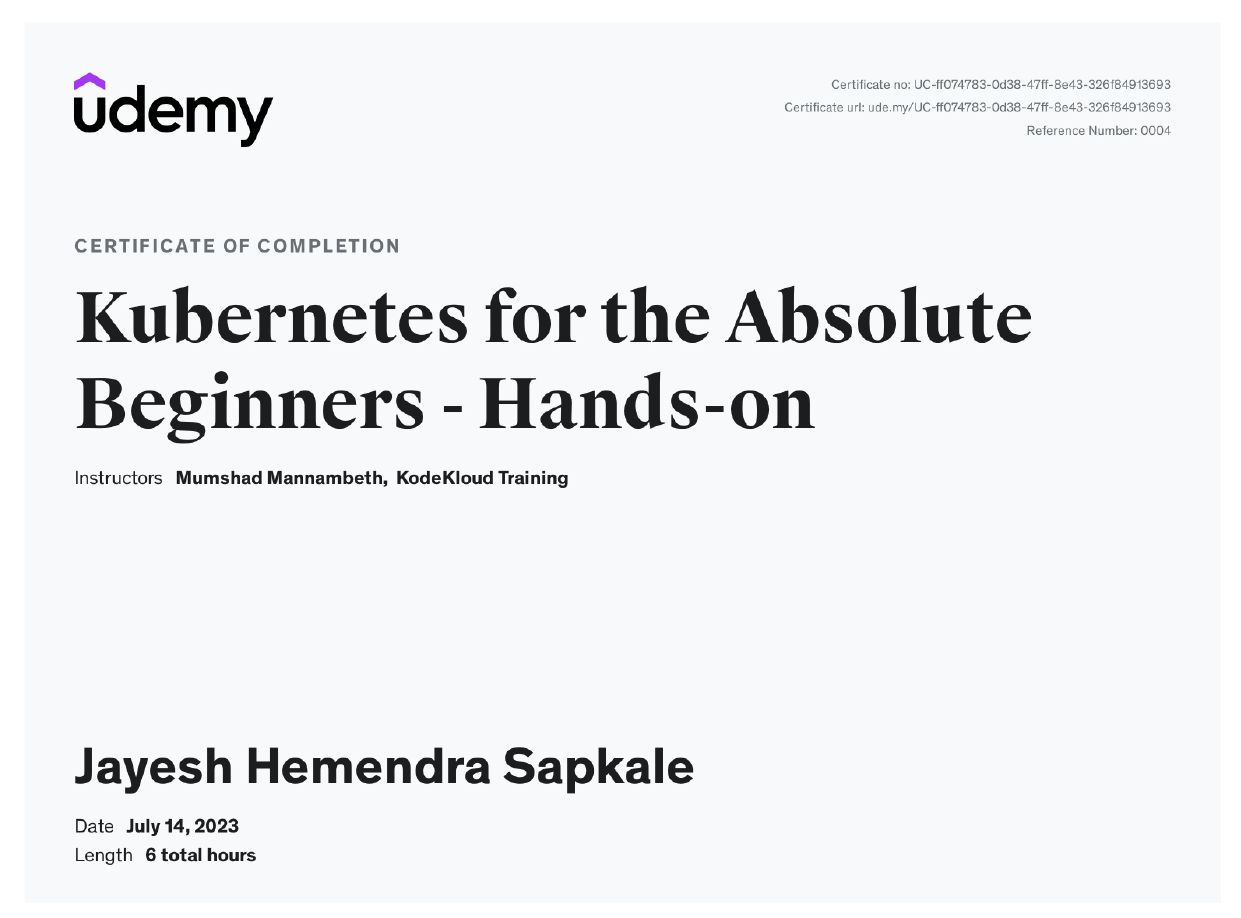 udemy
Certificate no: UC-ff074783-0d38-47ff-8e43-326f84913693
Certificate url: ude.my/UC-ff074783-0d38-47ff-8e43-326f84913693
Reference Number: 0004
CERTIFICATE OF COMPLETION
Kubernetes for the Absolute
Beginners - Hands-on
Instructors Mumshad Mannambeth, KodeKloud Training
Jayesh Hemendra Sapkale
Date July 14, 2023
Length 6 total hours